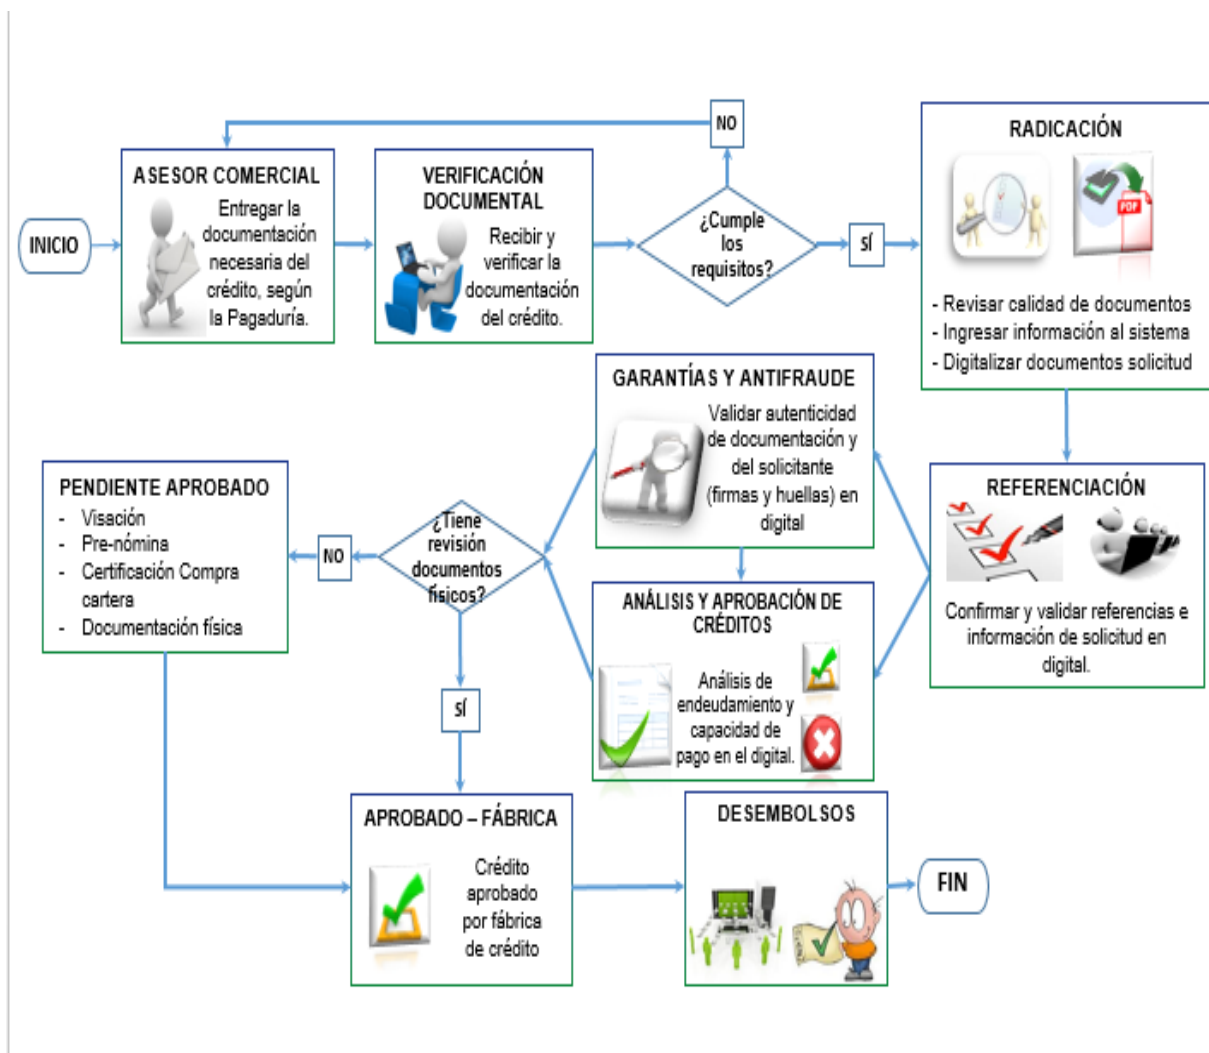 NO
RADICACIÓN
PDF
- Revisar calidad de documentos
- Ingresar información al sistema
- Digitalizar documentos solicitud
INICIO
ASESOR COMERCIAL
Entregar la
documentación
necesaria del
crédito, según
la Pagaduría.
VERIFICACIÓN
DOCUMENTAL
Recibir y
verificar la
documentación
del crédito.
¿Cumple
los
requisitos?
SÍ
GARANTÍAS Y ANTIFRAUDE
Validar autenticidad
de documentación y
del solicitante
(firmas y huellas) en
digital
REFERENCIACIÓN
Confirmar y validar referencias e
información de solicitud en
digital.
PENDIENTE APROBADO
- Visación
- Pre-nómina
- Certificación Compra
cartera
- Documentación física
NO
¿Tiene
revisión
documentos
físicos?
SÍ
ANÁLISIS Y APROBACIÓN DE
CRÉDITOS
Análisis de
endeudamiento y
capacidad de
pago en el digital.
APROBADO – FÁBRICA
Crédito
aprobado
por fábrica
de crédito
DESEMBOLSOS
FIN